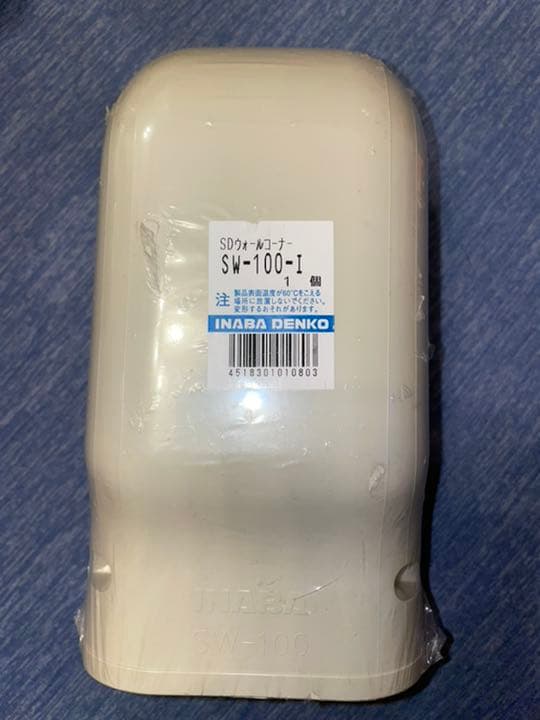 SDウォールコーナー
SW-100-I
1 個
注 製品表面温度が60℃をこえる
場所に放置しないでください。
変形するおそれがあります。
INABA DENKO
4518301010803
INABA
SW-100